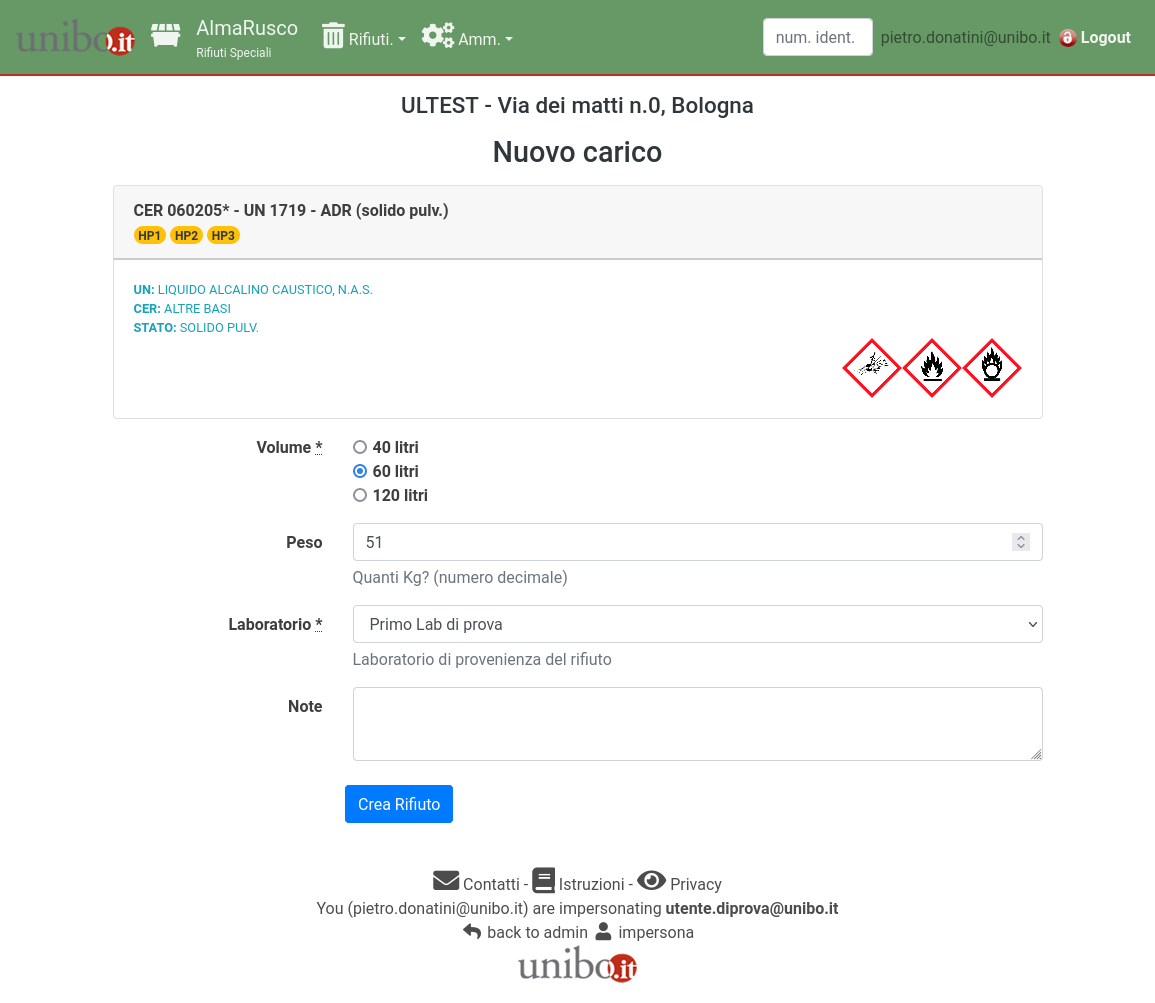 unibo.it AlmaRusco Rifiuti. Amm. num. ident. pietro.donatini@unibo.it Logout
Rifiuti Speciali
ULTEST - Via dei matti n.0, Bologna
Nuovo carico
CER 060205* - UN 1719 - ADR (solido pulv.)
HP1 HP2 HP3
UN: LIQUIDO ALCALINO CAUSTICO, N.A.S.
CER: ALTRE BASI
STATO: SOLIDO PULV.
Volume * 40 litri
60 litri
120 litri
Peso 51
Quanti Kg? (numero decimale)
Laboratorio * Primo Lab di prova
Laboratorio di provenienza del rifiuto
Note
Crea Rifiuto
Contatti - Istruzioni - Privacy
You (pietro.donatini@unibo.it) are impersonating utente.diprova@unibo.it
back to admin impersona
unibo.it